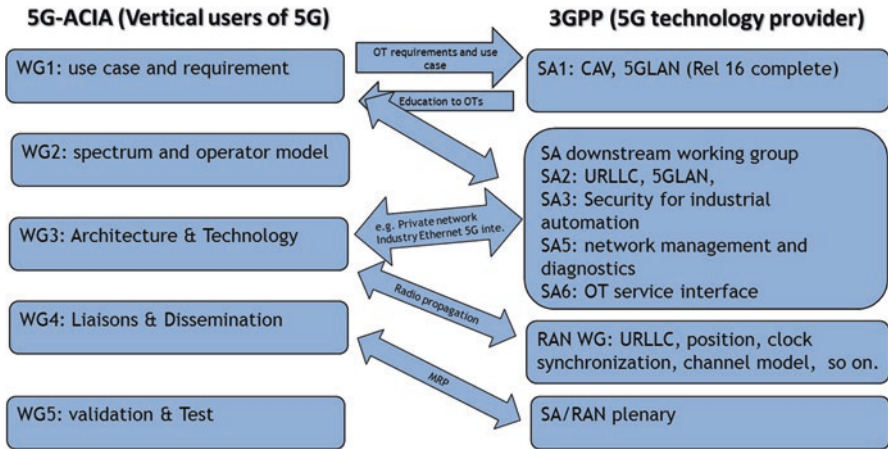 5G-ACIA (Vertical users of 5G)
3GPP (5G technology provider)
WG1: use case and requirement
OT requirements and use
case
SA1: CAV, 5GLAN (Rel 16 complete)
Education to OTs
WG2: spectrum and operator model
SA downstream working group
SA2: URLLC, 5GLAN,
SA3: Security for industrial
automation
SA5: network management and
diagnostics
SA6: OT service interface
WG3: Architecture & Technology
e.g. Private network
Industry Ethernet 5G inte.
Radio propagation
WG4: Liaisons & Dissemination
RAN WG: URLLC, position, clock
synchronization, channel model, so on.
MRP
WG5: validation & Test
SA/RAN plenary